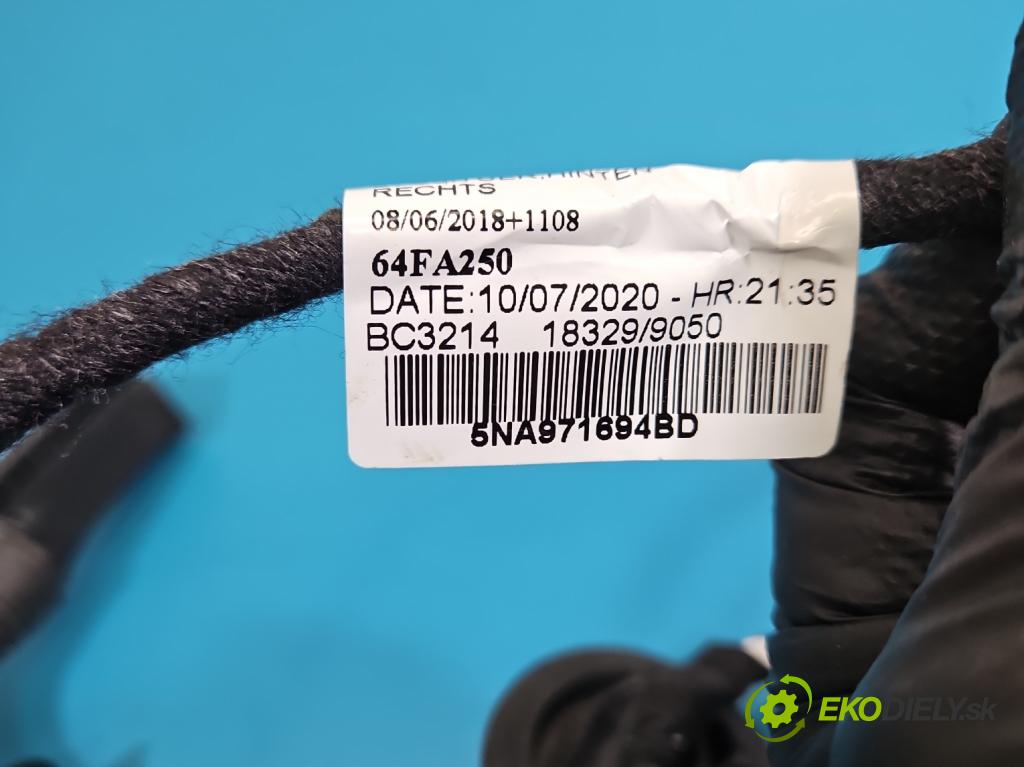 HINTEN
RECHTS
08/06/2018+1108
64FA250
DATE:10/07/2020 - HR:21:35
BC3214 18329/9050
5NA971694BD
EKODIELY.sk